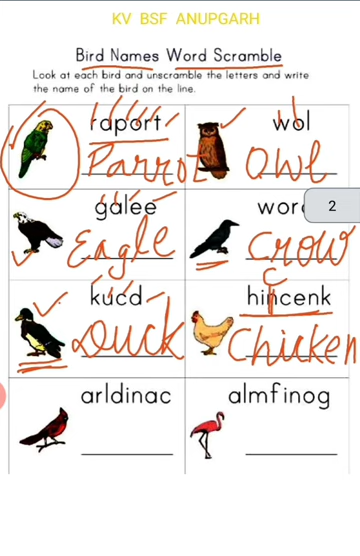 KV BSF ANUPGARH
Bird Names Word Scramble
Look at each bird and unscramble the letters and write
the name of the bird on the line.
raport wol
Parrot Owl
galee wor
2
Eagle Crow
kucd hincenk
c
Duck Chicken
arldinac almfinog